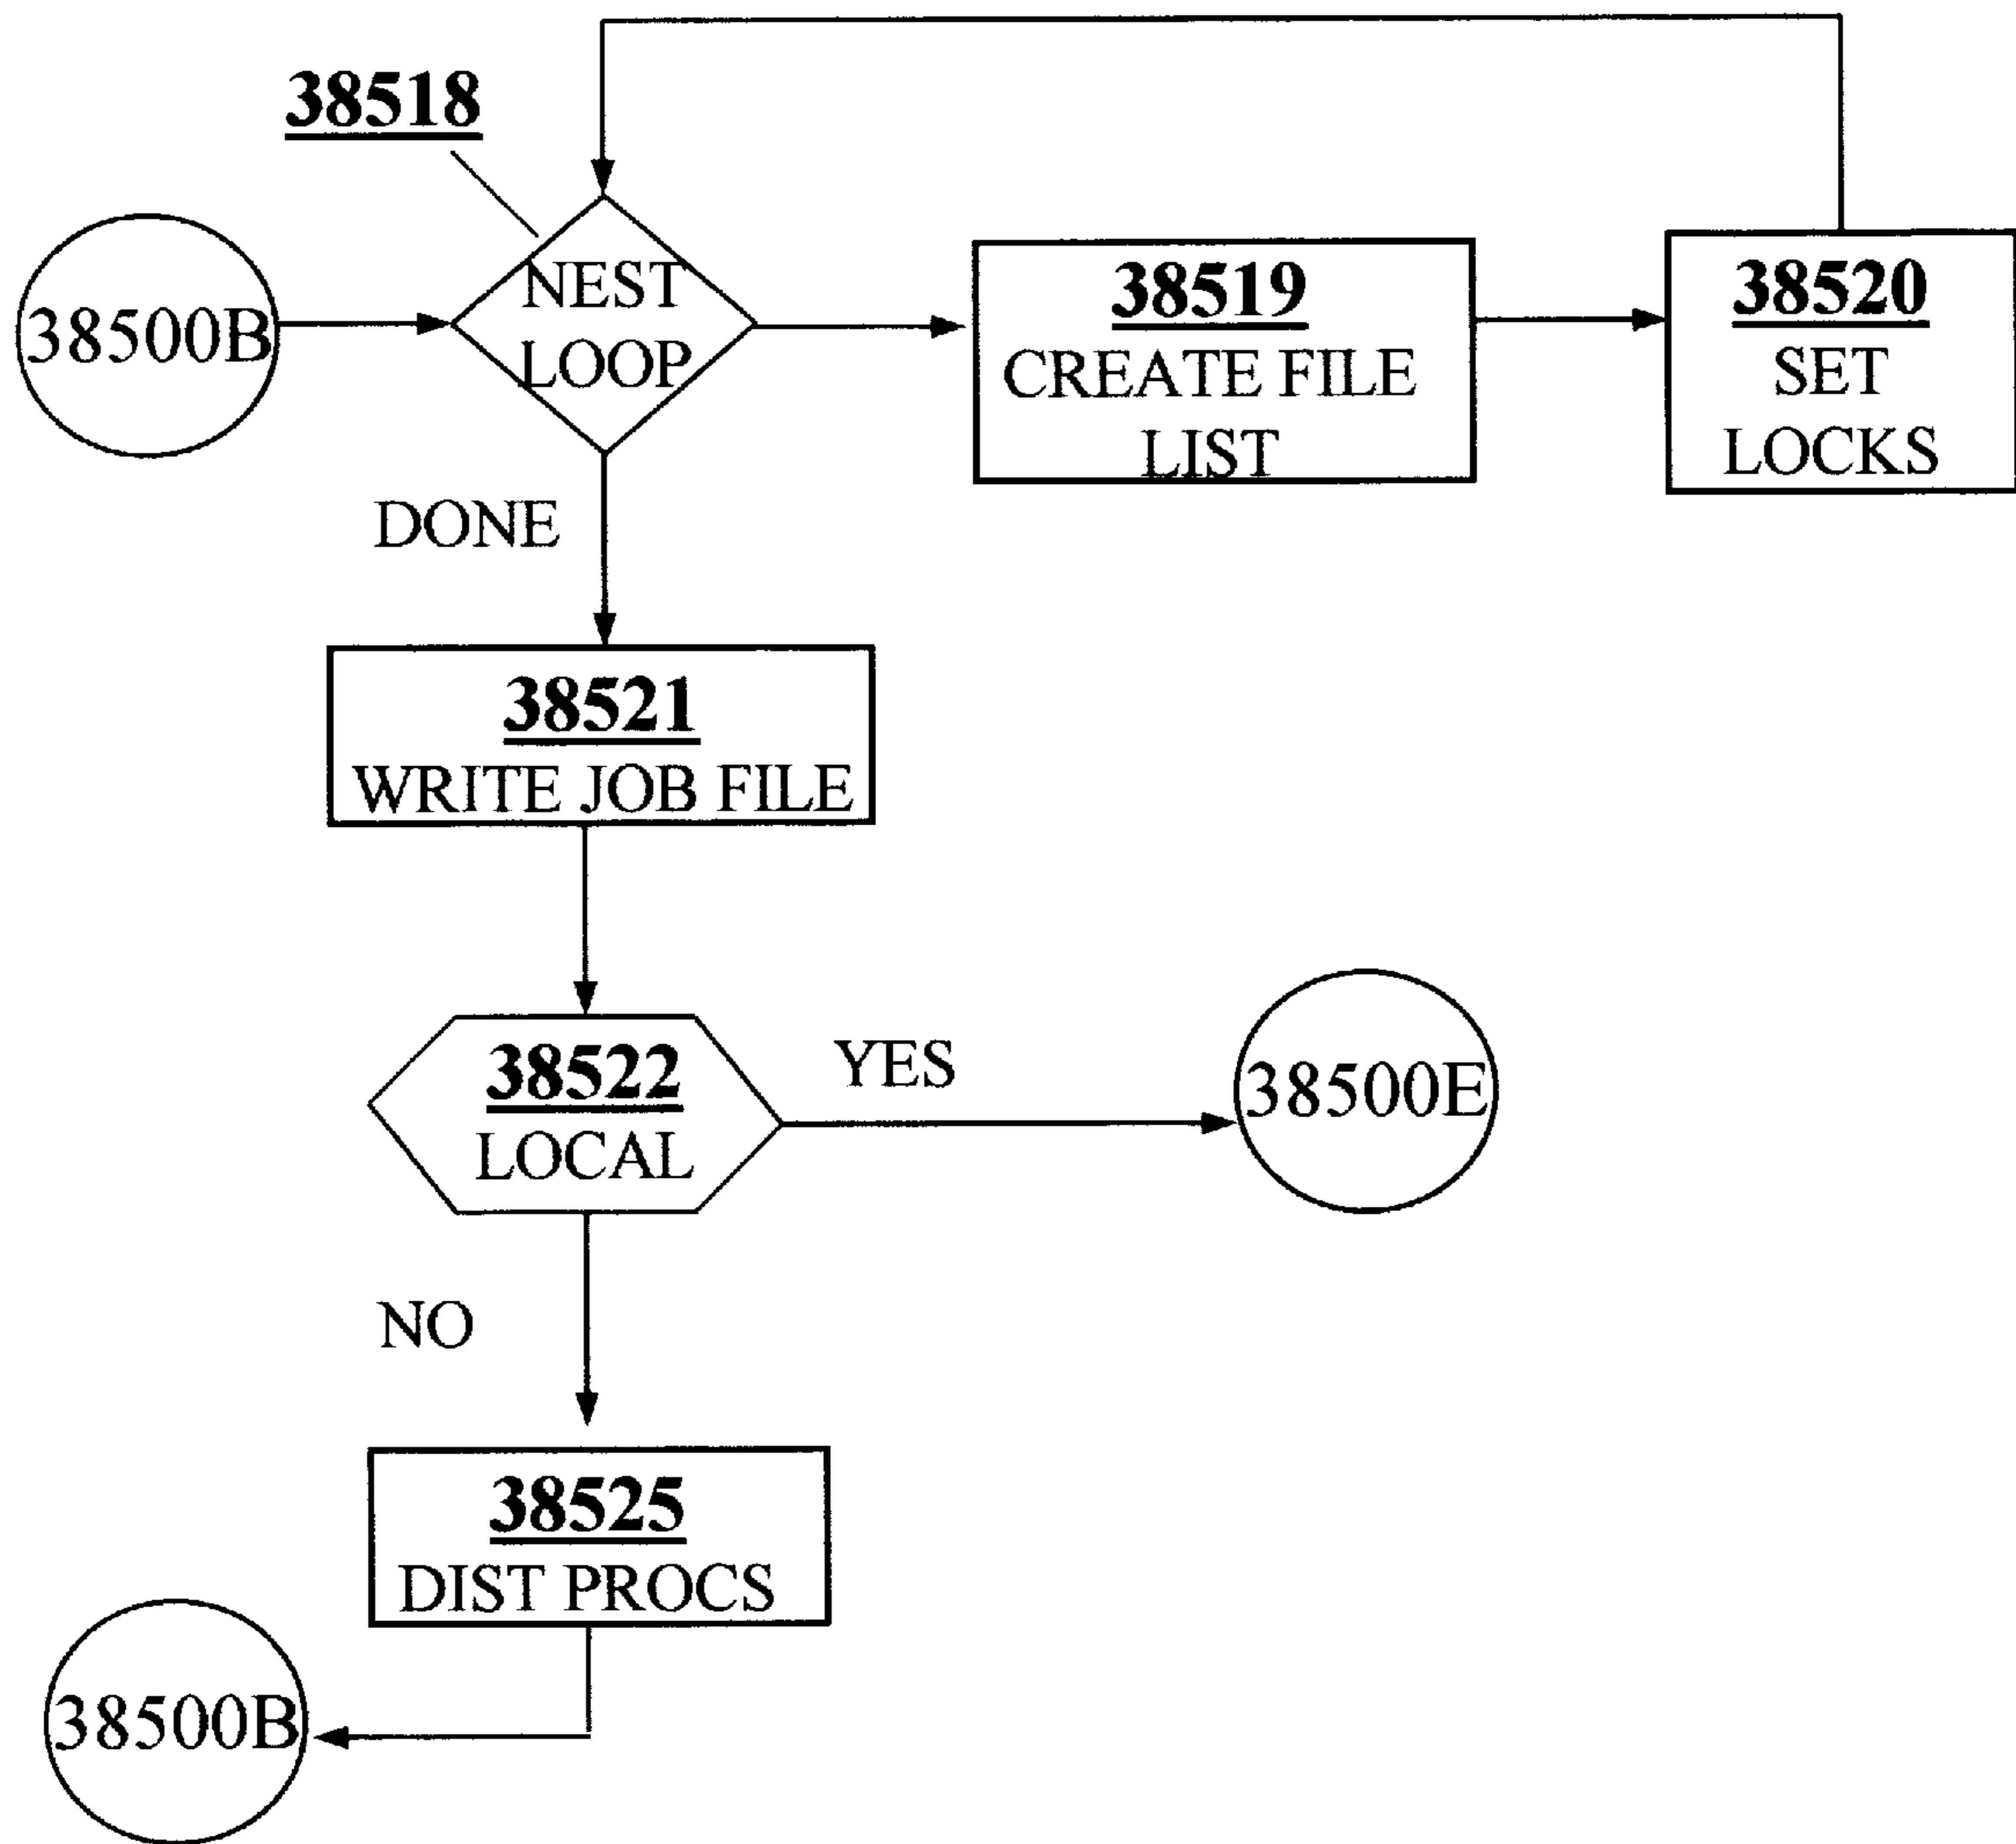 38518
38500B
NEST
LOOP
38519
CREATE FILE
LIST
38520
SET
LOCKS
DONE
38521
WRITE JOB FILE
38522
LOCAL
YES
38500E
NO
38525
DIST PROCS
38500B